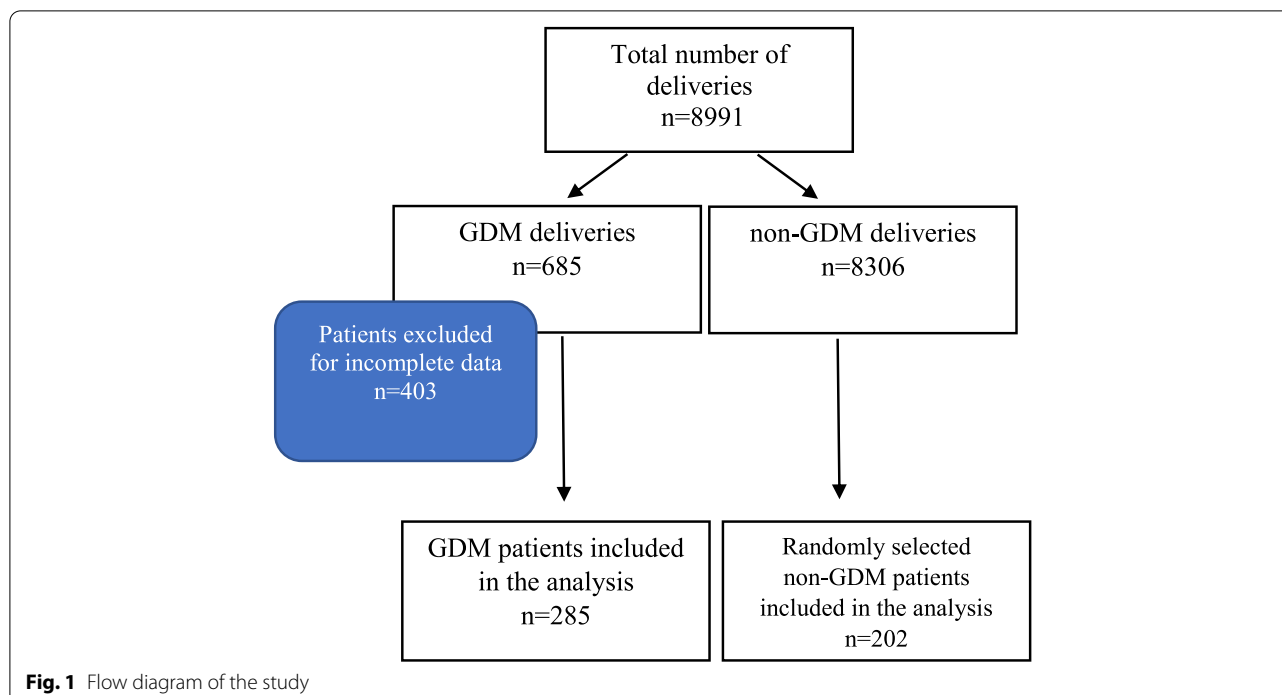 Total number of
deliveries
n=8991
GDM deliveries
n=685
non-GDM deliveries
n=8306
Patients excluded
for incomplete data
n=403
GDM patients included
in the analysis
n=285
Randomly selected
non-GDM patients
included in the analysis
n=202
Fig. 1 Flow diagram of the study